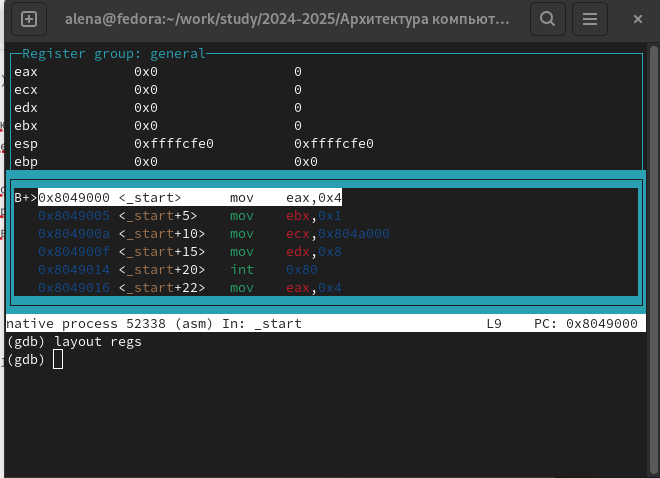 alena@fedora:~/work/study/2024-2025/Архитектура компьют...
Register group: general
eax 0x0 0
ecx 0x0 0
edx 0x0 0
ebx 0x0 0
esp 0xffffcfe0 0xffffcfe0
ebp 0x0 0x0
B+>0x8049000 <_start> mov eax,0x4
0x8049005 <_start+5> mov ebx,0x1
0x804900a <_start+10> mov ecx,0x804a000
0x804900f <_start+15> mov edx,0x8
0x8049014 <_start+20> int 0x80
0x8049016 <_start+22> mov eax,0x4
native process 52338 (asm) In: _start L9 PC: 0x8049000
(gdb) layout regs
(gdb)